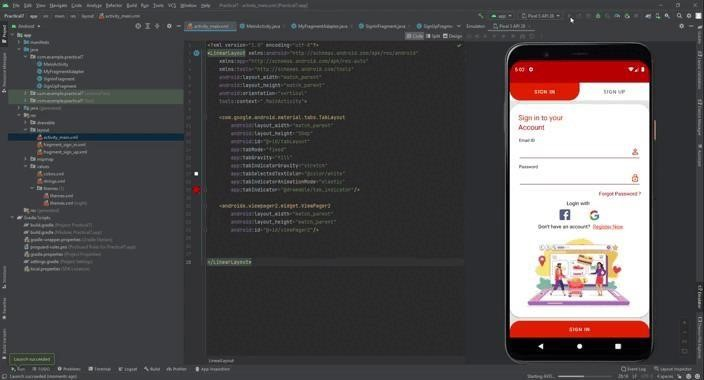 File Edit View Navigate Code Analyze Refactor Build Run Tools VCS Window Help Project7 - activity_main.xml
Project7 app src main res layout activity_main.xml
app Pixel 5 API 28
Android
activity_main.xml MainActivity.java MyFragmentAdapter.java SignInFragment.java SignUpFragme
Emulator: Pixel 5 API 28
Code Split Design
app
manifests
java
com.example.practical7
MainActivity
MyFragmentAdapter
SignInFragment
SignUpFragment
com.example.practical7
com.example.practical7
java (generated)
res
drawable
layout
activity_main.xml
fragment_sign_in.xml
fragment_sign_up.xml
mipmap
values
colors.xml
strings.xml
themes
themes.xml
themes.xml (night)
res (generated)
Gradle Scripts
build.gradle (Project: Practical7)
build.gradle (Module: Practical7.app)
gradle-wrapper.properties (Gradle Version)
proguard-rules.pro (ProGuard Rules for Practical7.app)
gradle.properties (Project Properties)
settings.gradle (Project Settings)
local.properties (SDK Location)
<?xml version="1.0" encoding="utf-8"?>
<LinearLayout xmlns:android="http://schemas.android.com/apk/res/android"
xmlns:app="http://schemas.android.com/apk/res-auto"
xmlns:tools="http://schemas.android.com/tools"
android:layout_width="match_parent"
android:layout_height="match_parent"
android:orientation="vertical"
tools:context=".MainActivity">
<com.google.android.material.tabs.TabLayout
android:layout_width="match_parent"
android:layout_height="50dp"
android:id="@+id/tabLayout"
app:tabMode="fixed"
app:tabGravity="fill"
app:tabIndicatorGravity="stretch"
app:tabSelectedTextColor="@color/white"
app:tabIndicatorAnimationMode="elastic"
app:tabIndicator="@drawable/tab_indicator"/>
<androidx.viewpager2.widget.ViewPager2
android:layout_width="match_parent"
android:layout_height="match_parent"
android:id="@+id/viewPager2"/>
</LinearLayout>
LinearLayout
5:02
SIGN IN SIGN UP
Sign in to your
Account
Email ID
Password
Forgot Password ?
Login with
Don't have an account? Register Now
SIGN IN
Launch succeeded
Run TODO Problems Terminal Logcat Build Profiler App Inspection
Event Log Layout Inspector
Launch succeeded (moments ago)
Starting AVD...